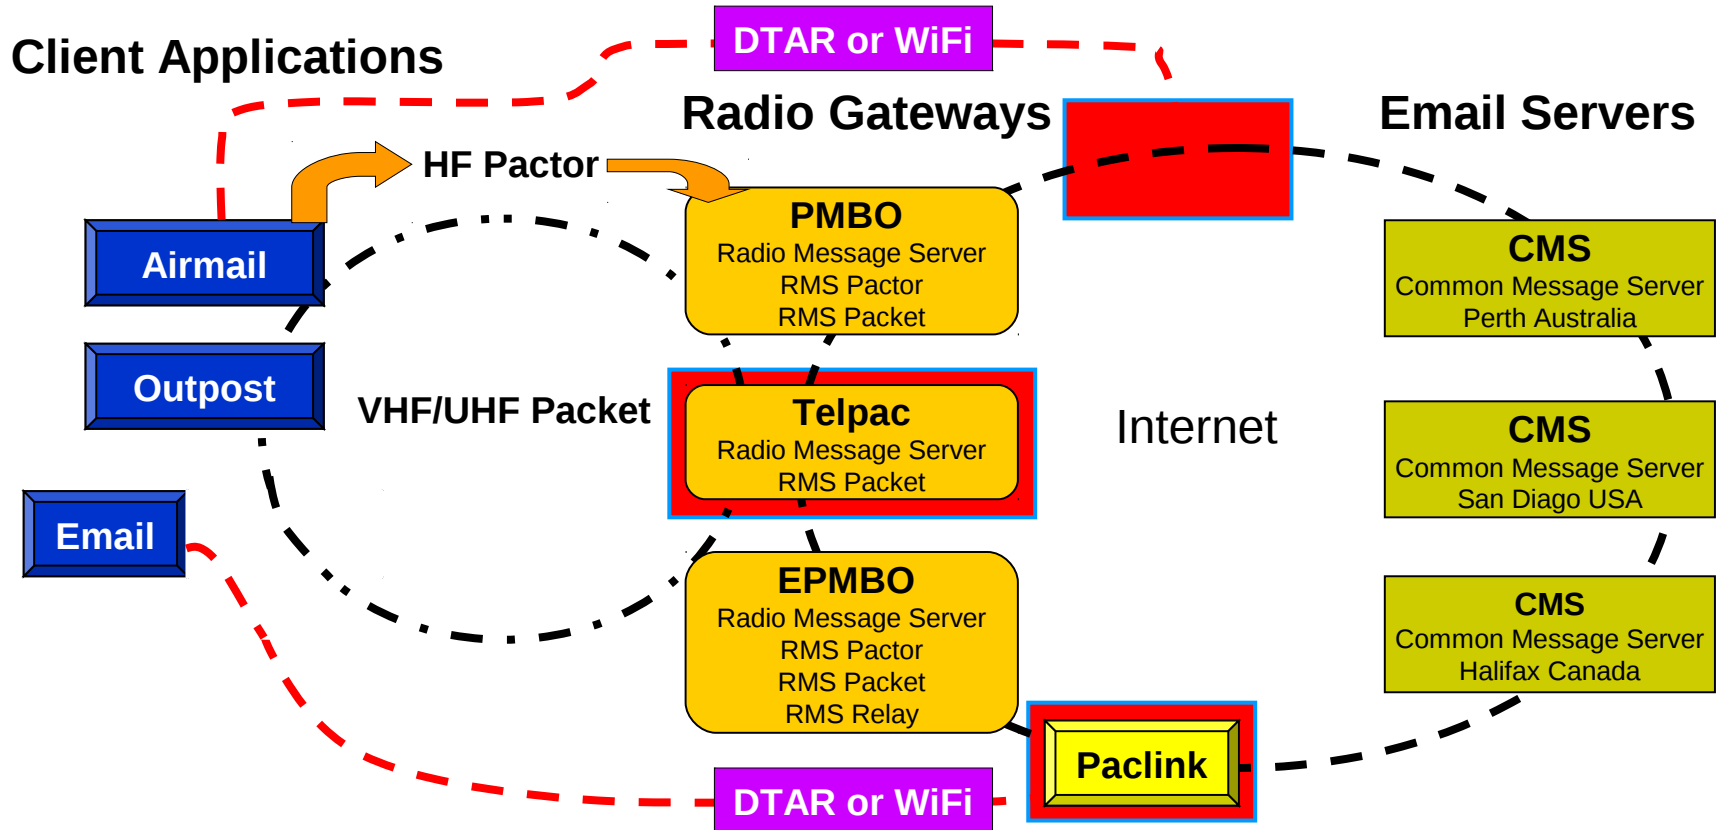 DTAR or WiFi
Client Applications
Radio Gateways
Email Servers
HF Pactor
Airmail
PMBO
Radio Message Server
RMS Pactor
RMS Packet
CMS
Common Message Server
Perth Australia
Outpost
VHF/UHF Packet
Telpac
Radio Message Server
RMS Packet
Internet
CMS
Common Message Server
San Diago USA
Email
EPMBO
Radio Message Server
RMS Pactor
RMS Packet
RMS Relay
CMS
Common Message Server
Halifax Canada
Paclink
DTAR or WiFi